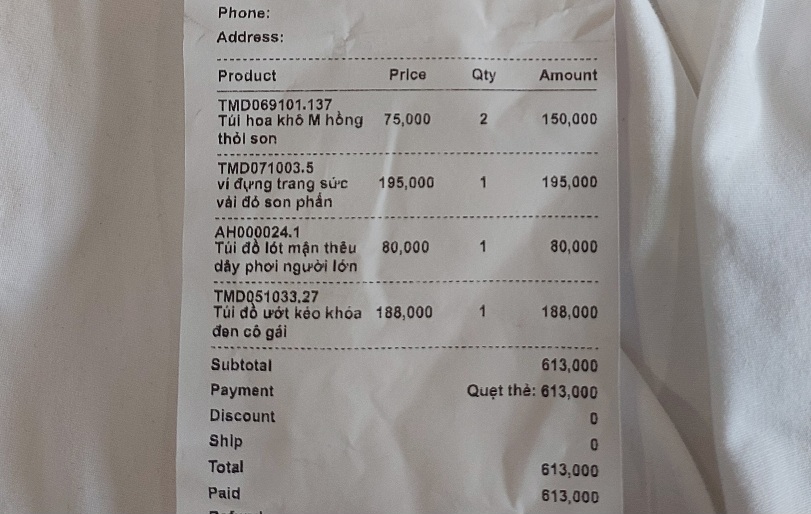 Phone:
Address:
Product Price Qty Amount
TMD069101.137
Túi hoa khô M hồng 75,000 2 150,000
thỏi son
TMD071003.5
ví đựng trang sức 195,000 1 195,000
vải đỏ son phấn
AH000024.1
Túi đồ lót mận thêu 80,000 1 80,000
dây phơi người lớn
TMD051033.27
Túi đồ ướt kéo khóa 188,000 1 188,000
đen cô gái
Subtotal 613,000
Payment Quẹt thẻ: 613,000
Discount 0
Ship 0
Total 613,000
Paid 613,000